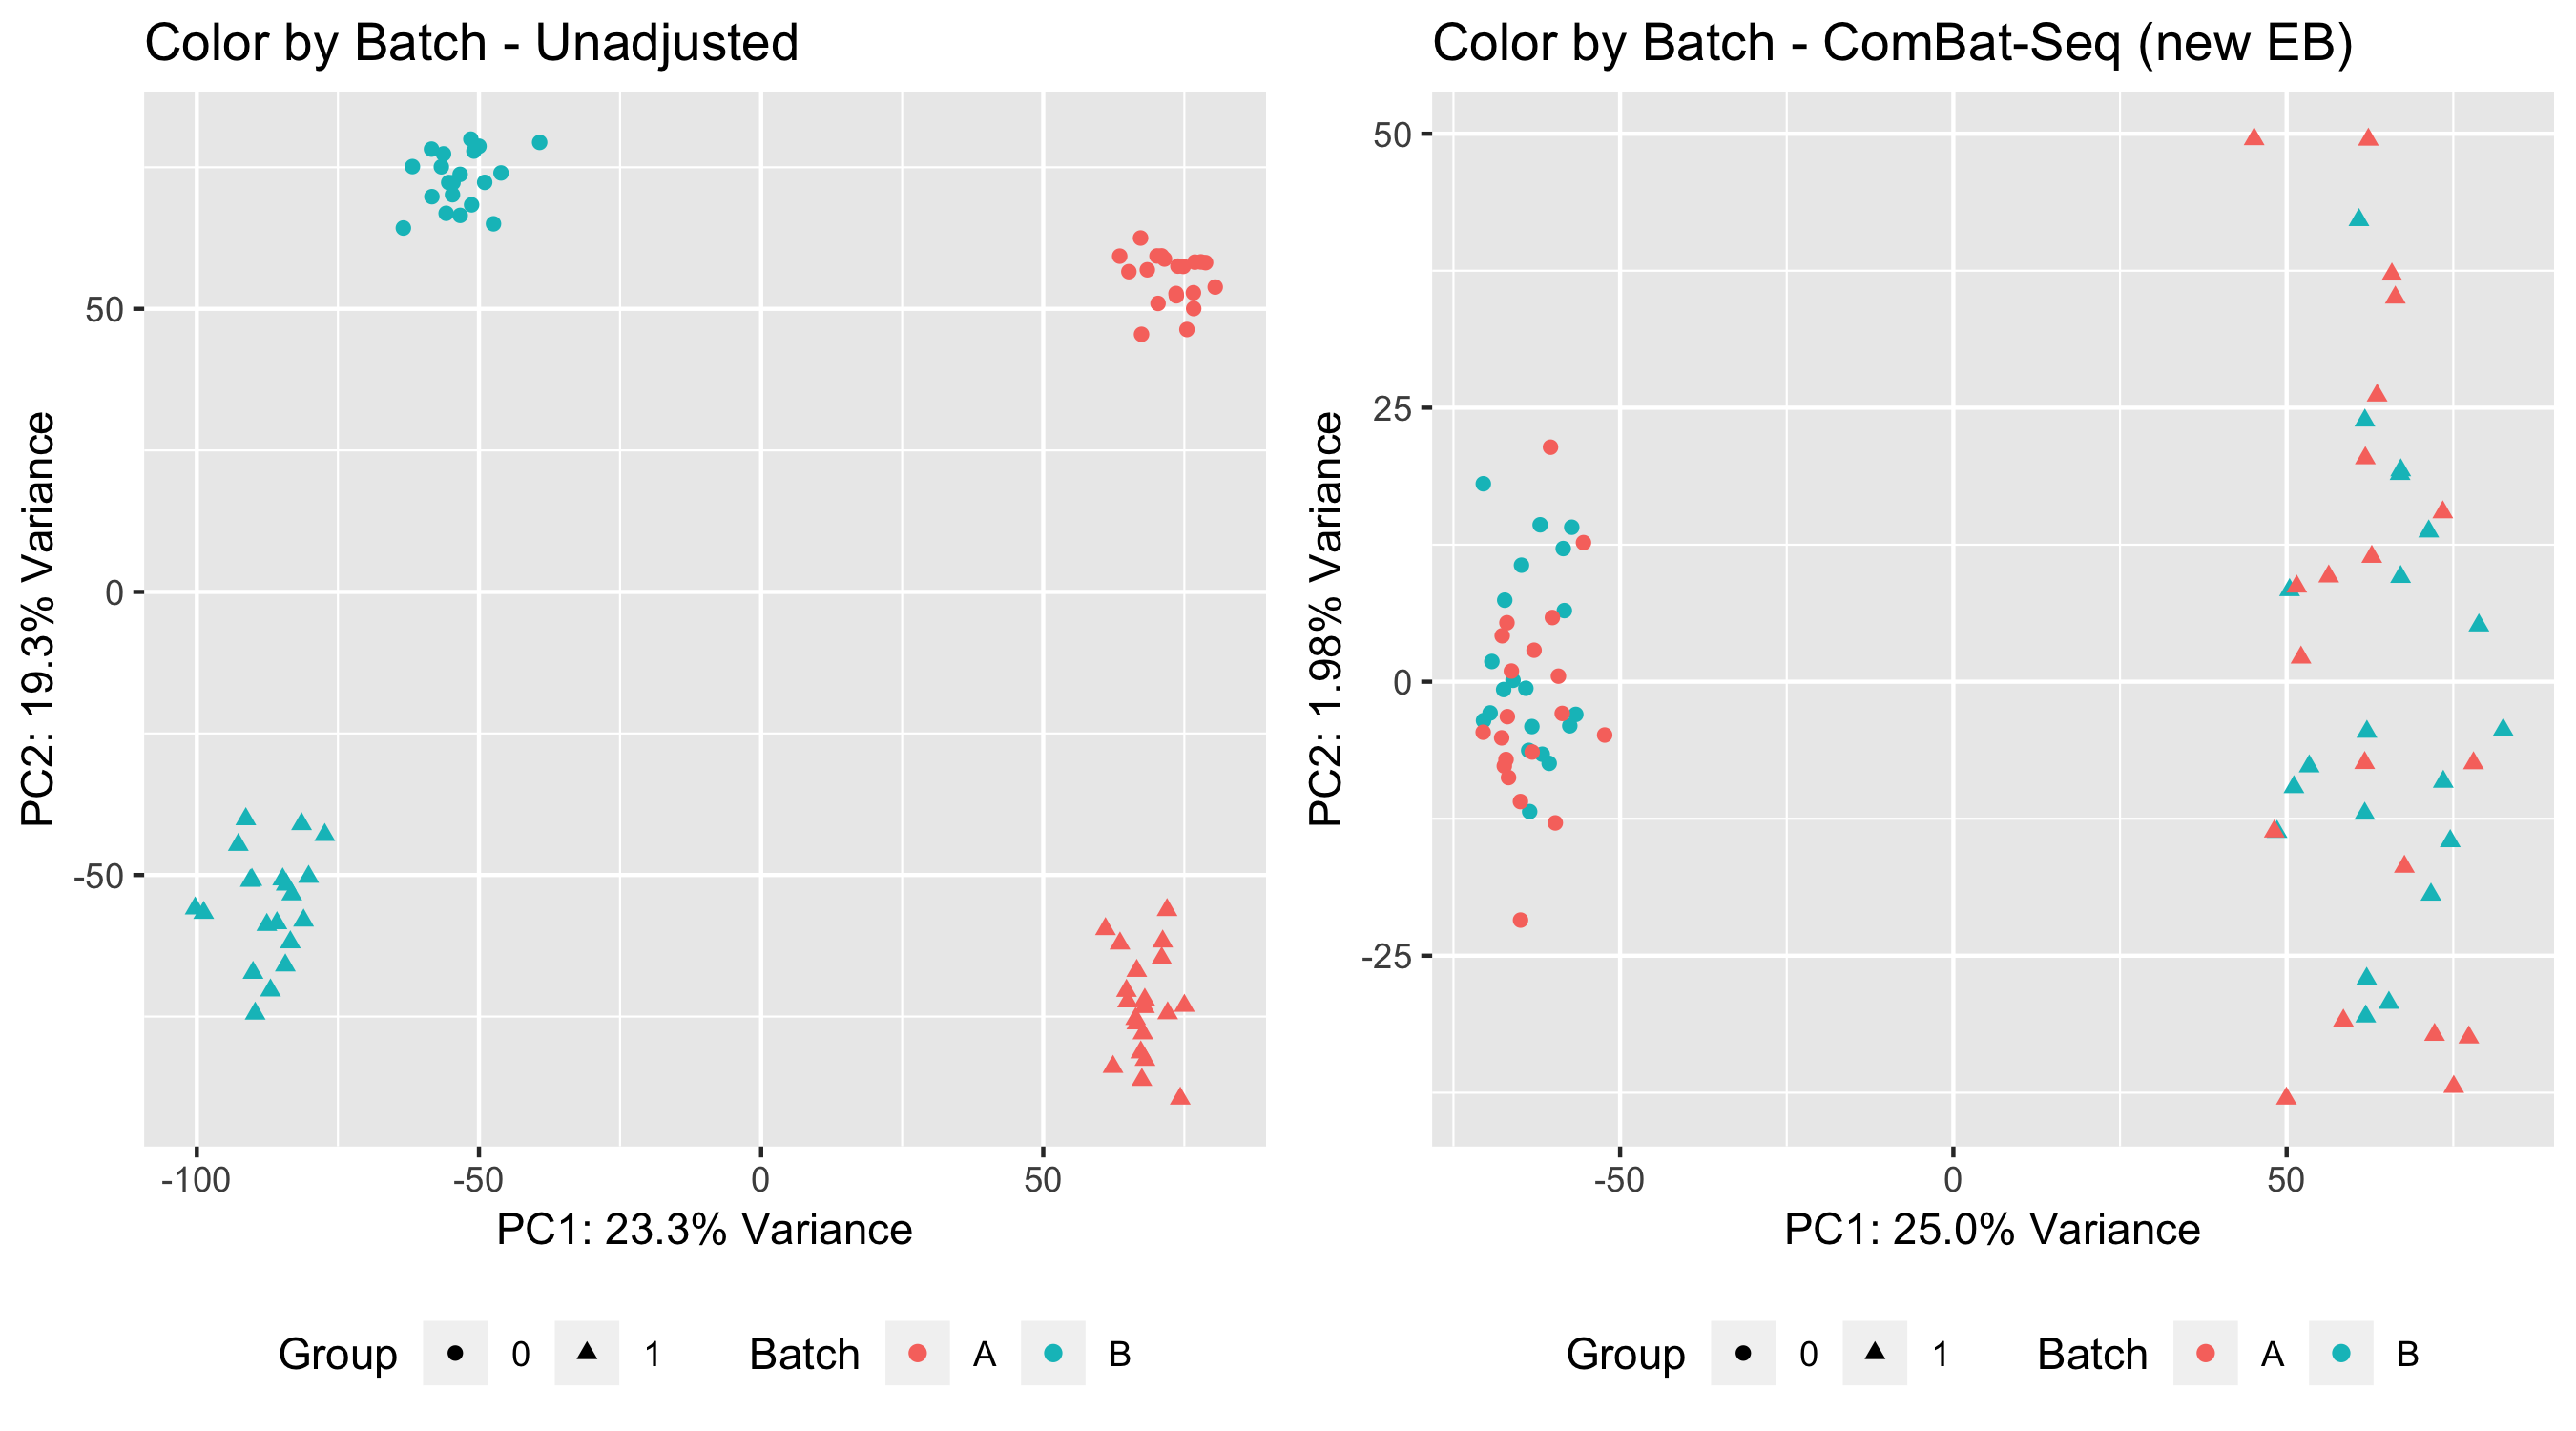 Color by Batch - Unadjusted
PC2: 19.3% Variance
50
0
-50
-100
-50
0
50
PC1: 23.3% Variance
Group 0 1 Batch A B
Color by Batch - ComBat-Seq (new EB)
PC2: 1.98% Variance
50
25
0
-25
-50
0
50
PC1: 25.0% Variance
Group 0 1 Batch A B